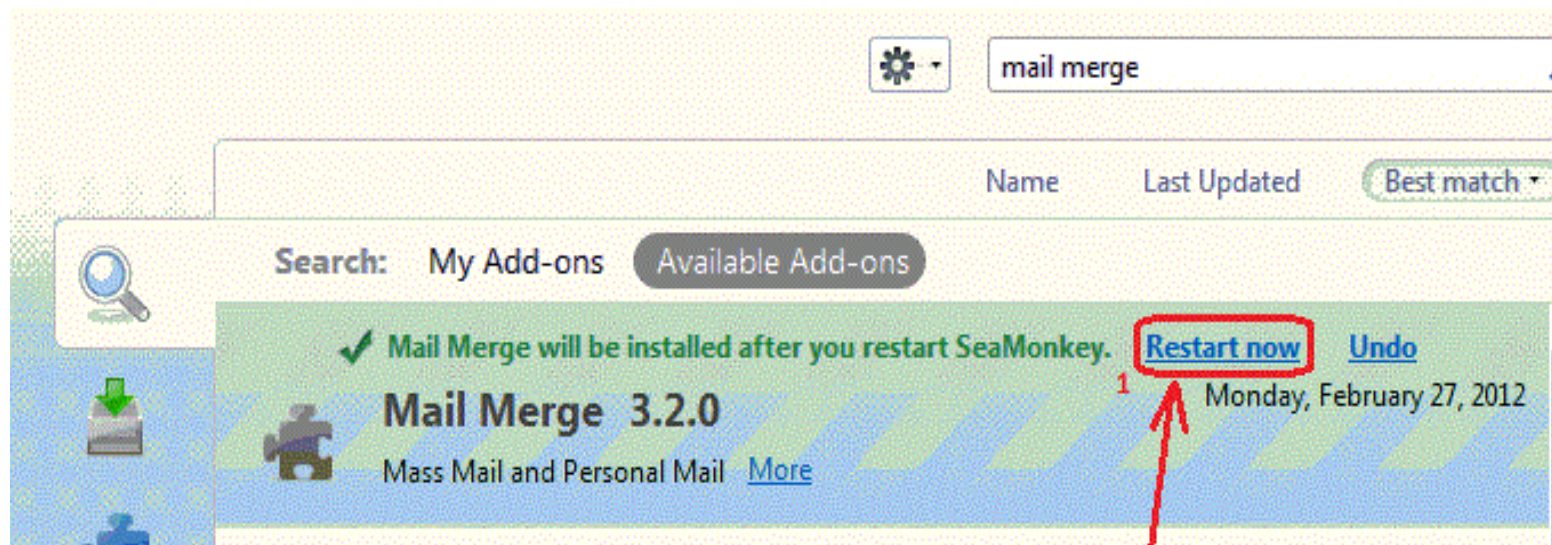 mail merge
Name Last Updated Best match
Search: My Add-ons Available Add-ons
Mail Merge will be installed after you restart SeaMonkey. Restart now Undo
1
Mail Merge 3.2.0 Monday, February 27, 2012
Mass Mail and Personal Mail More